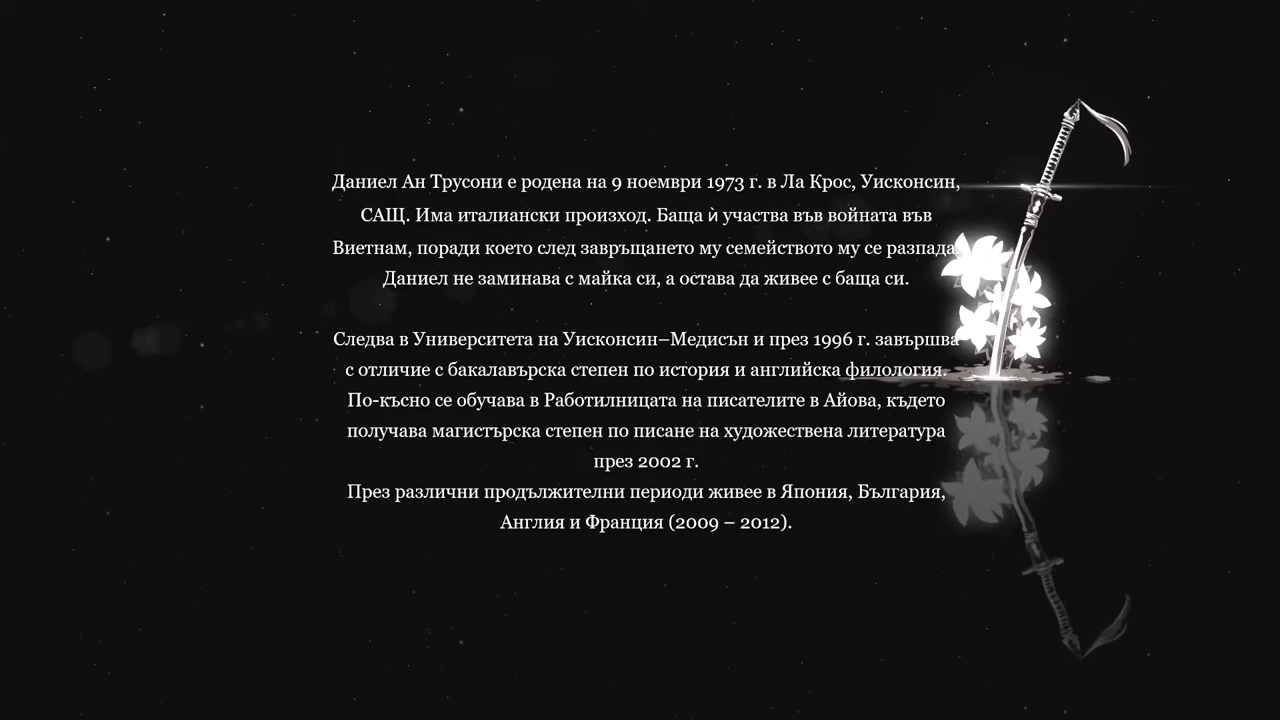 Даниел Ан Трусони е родена на 9 ноември 1973 г. в Ла Крос, Уисконсин,
САЩ. Има италиански произход. Баща ѝ участва във войната във
Виетнам, поради което след завръщането му семейството му се разпада.
Даниел не заминава с майка си, а остава да живее с баща си.
Следва в Университета на Уисконсин–Медисън и през 1996 г. завършва
с отличие с бакалавърска степен по история и английска филология.
По-късно се обучава в Работилницата на писателите в Айова, където
получава магистърска степен по писане на художествена литература
през 2002 г.
През различни продължителни периоди живее в Япония, България,
Англия и Франция (2009 – 2012).